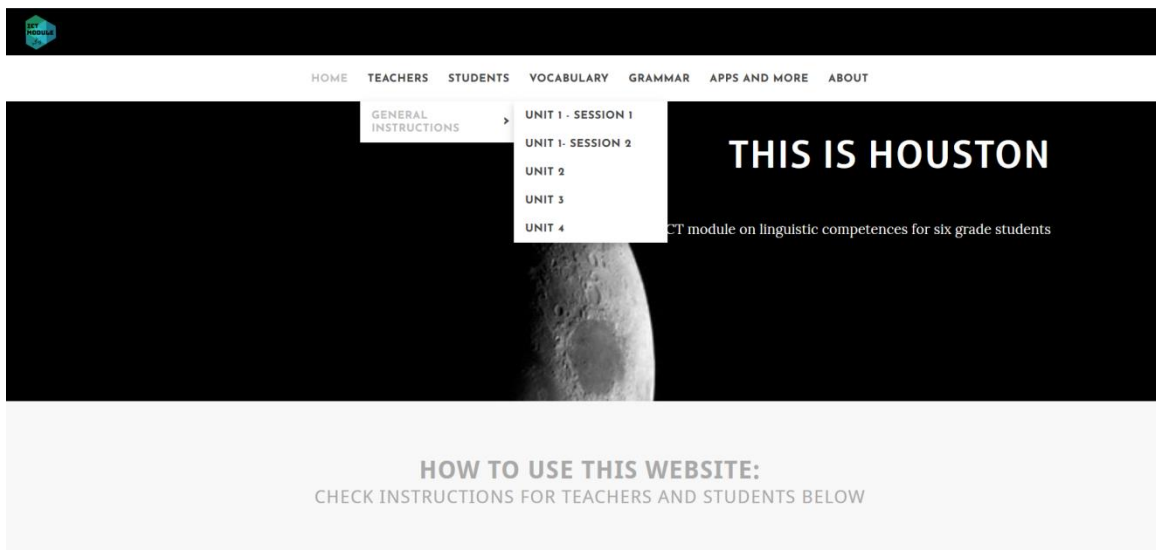 ICT
MODULE
HOME TEACHERS STUDENTS VOCABULARY GRAMMAR APPS AND MORE ABOUT
GENERAL
INSTRUCTIONS
UNIT 1 - SESSION 1
UNIT 1- SESSION 2
UNIT 2
UNIT 3
UNIT 4
THIS IS HOUSTON
CT module on linguistic competences for six grade students
HOW TO USE THIS WEBSITE:
CHECK INSTRUCTIONS FOR TEACHERS AND STUDENTS BELOW